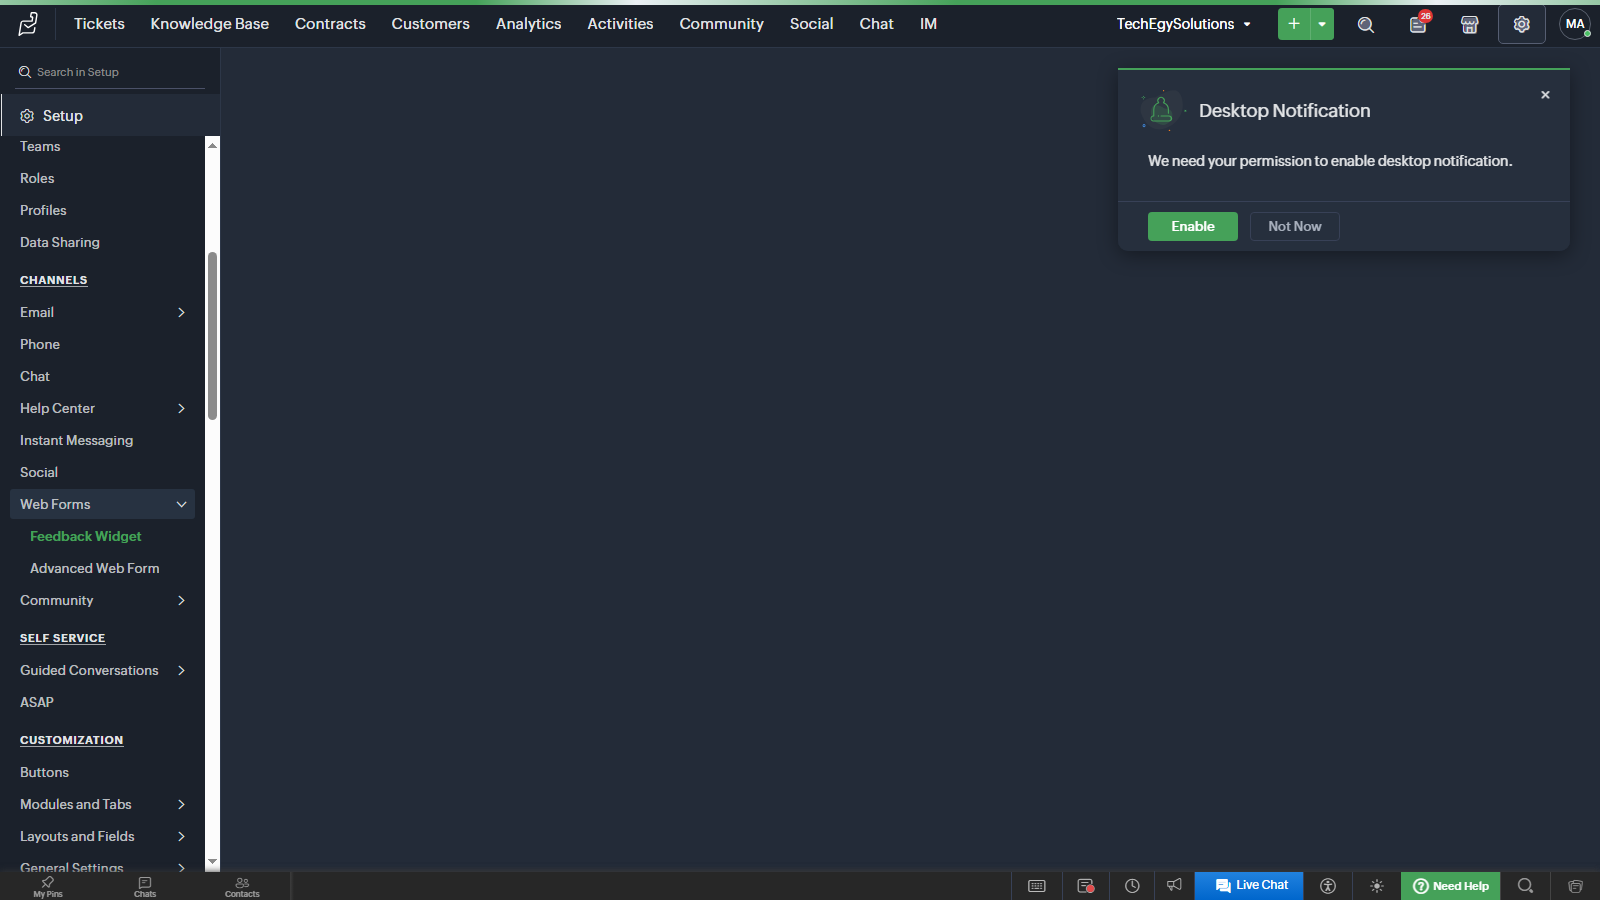 Tickets Knowledge Base Contracts Customers Analytics Activities Community Social Chat IM TechEgySolutions 26 MA
Search in Setup
Setup
Teams
Roles
Profiles
Data Sharing
CHANNELS
Email
Phone
Chat
Help Center
Instant Messaging
Social
Web Forms
Feedback Widget
Advanced Web Form
Community
SELF SERVICE
Guided Conversations
ASAP
CUSTOMIZATION
Buttons
Modules and Tabs
Layouts and Fields
General Settings
Desktop Notification
We need your permission to enable desktop notification.
Enable Not Now
My Pins Chats Contacts Live Chat Need Help